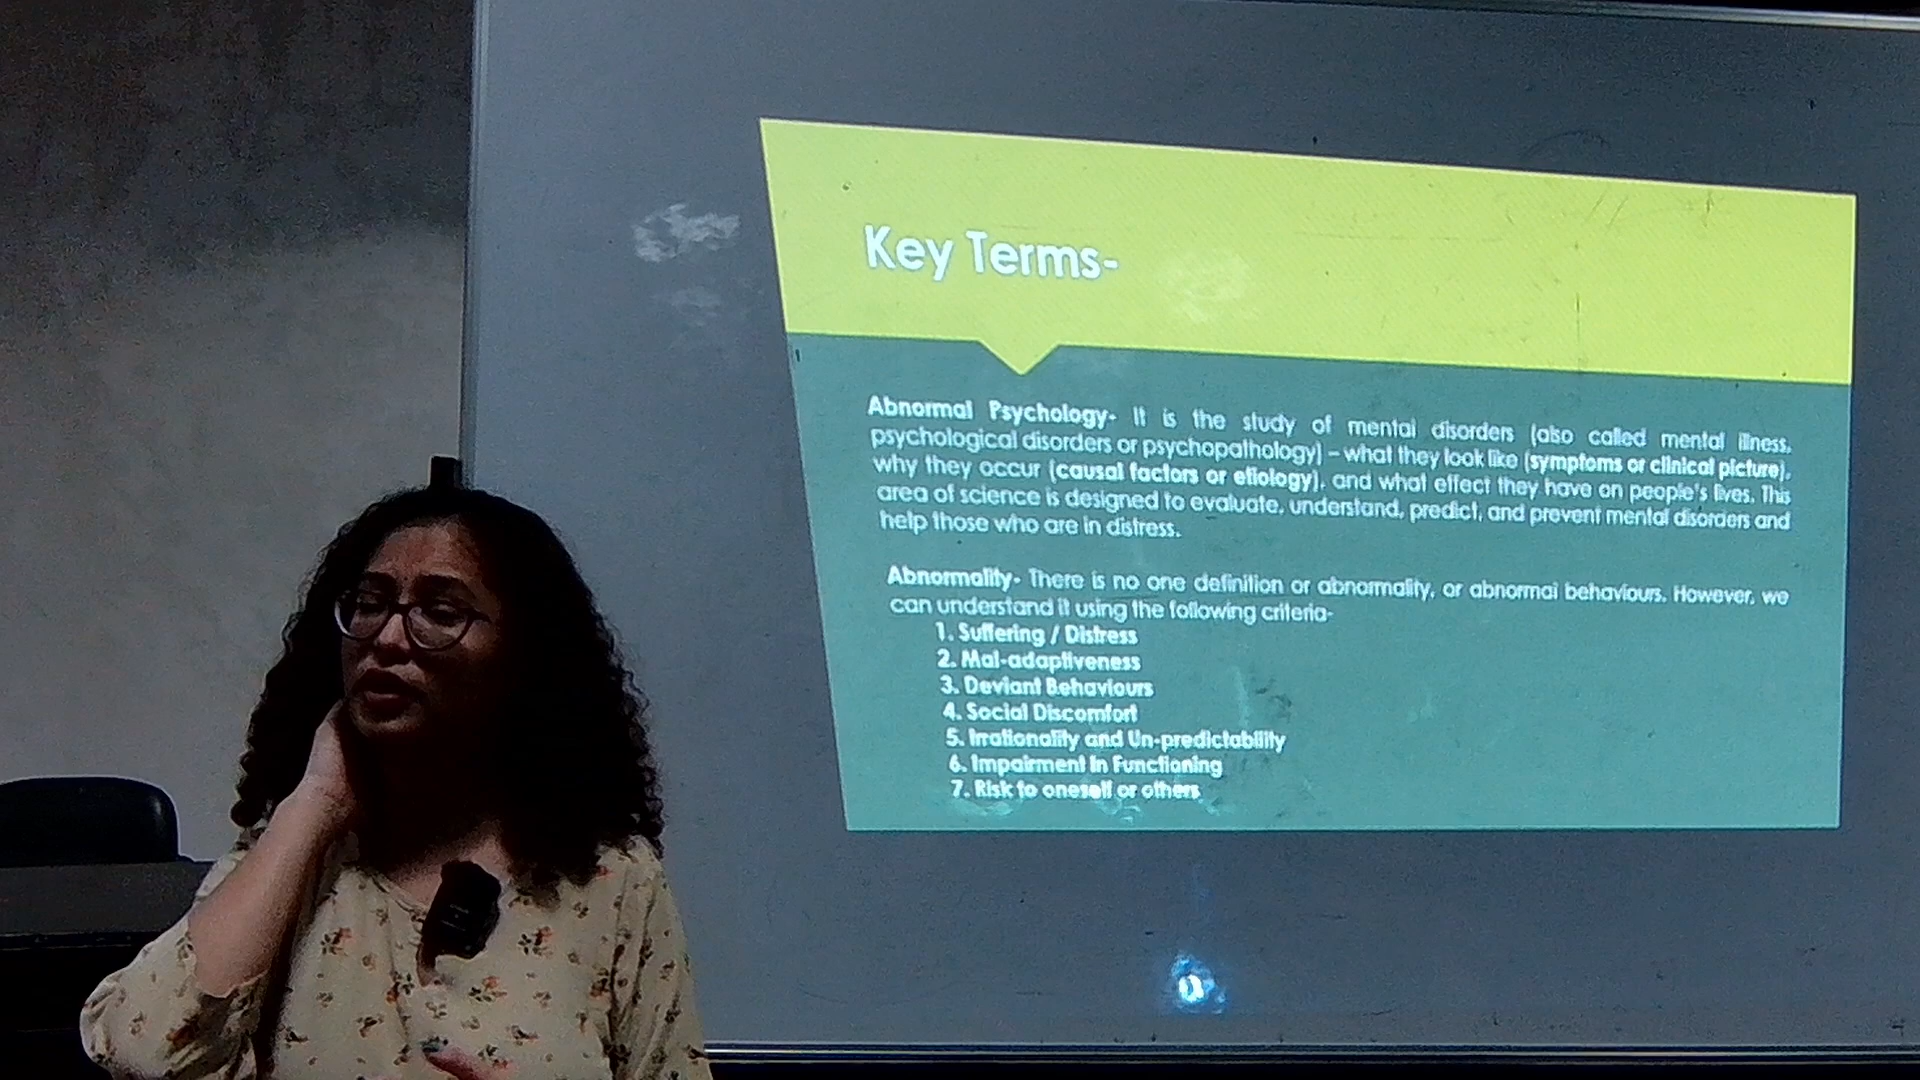 Key Terms-
Abnormal Psychology- It is the study of mental disorders (also called mental illness,
psychological disorders or psychopathology) – what they look like (symptoms or clinical picture),
why they occur (causal factors or etiology), and what effect they have on people's lives. This
area of science is designed to evaluate, understand, predict, and prevent mental disorders and
help those who are in distress.
Abnormality- There is no one definition or abnormality, or abnormal behaviours. However, we
can understand it using the following criteria-
1. Suffering / Distress
2. Mal-adaptiveness
3. Deviant Behaviours
4. Social Discomfort
5. Irrationality and Un-predictability
6. Impairment in Functioning
7. Risk to oneself or others